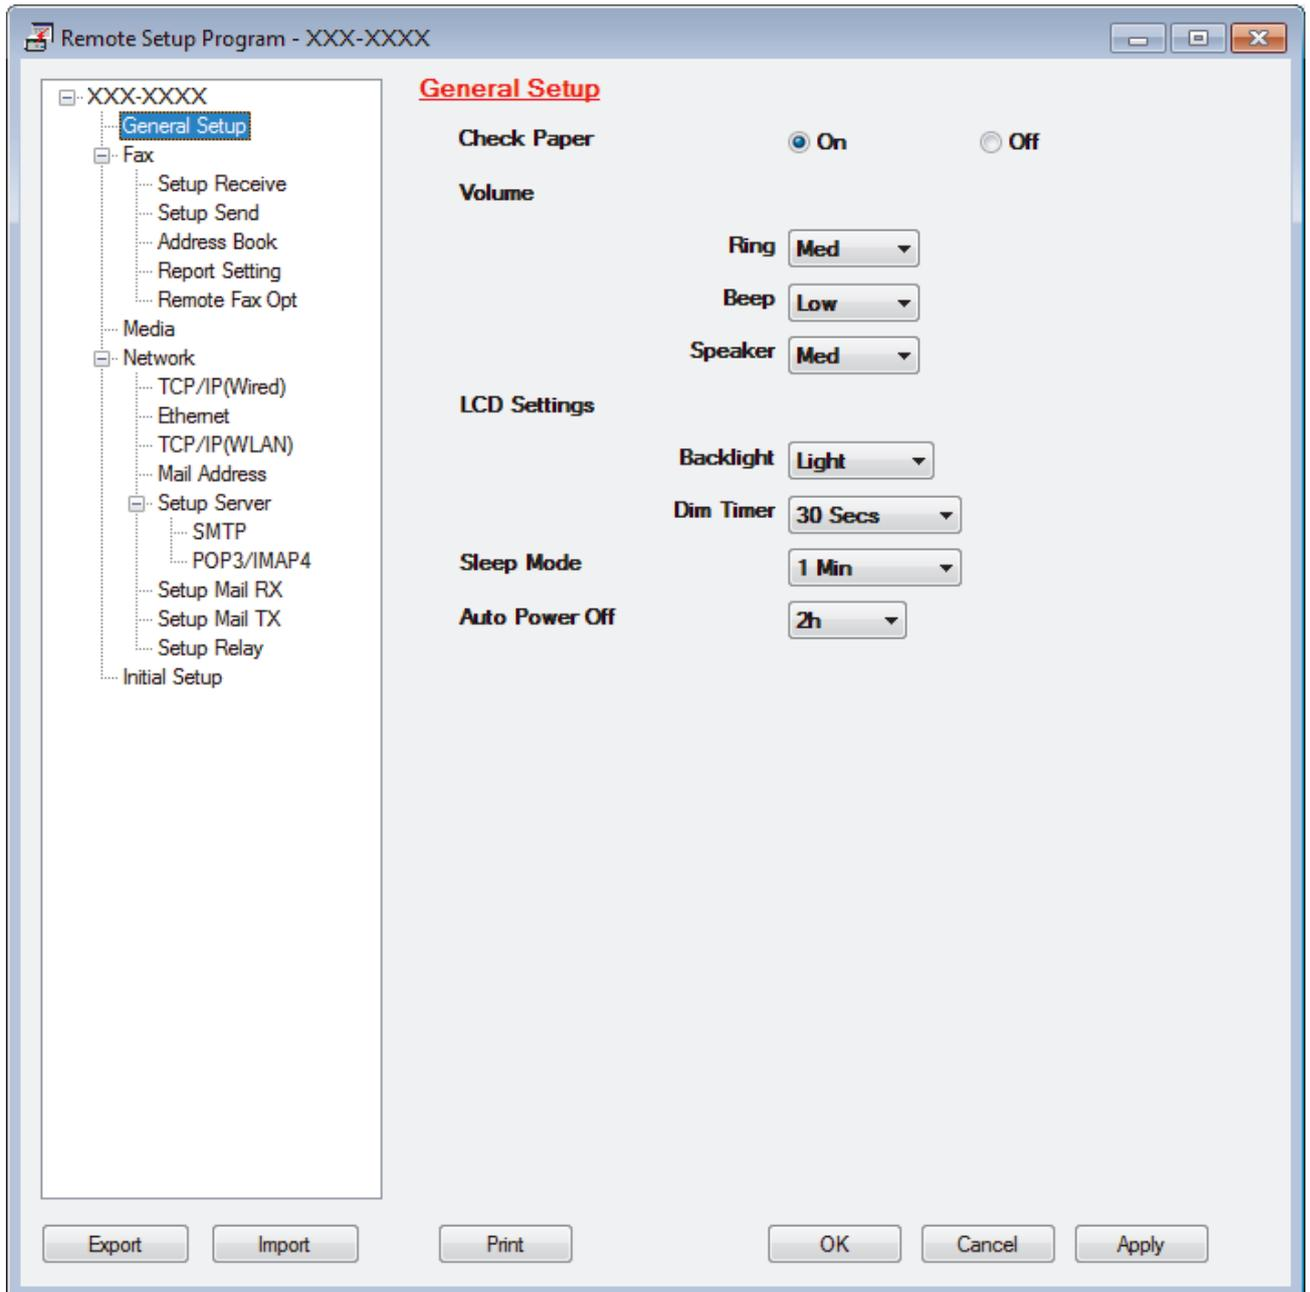 Remote Setup Program - XXX-XXXX
XXX-XXXX
General Setup
Fax
Setup Receive
Setup Send
Address Book
Report Setting
Remote Fax Opt
Media
Network
TCP/IP(Wired)
Ethernet
TCP/IP(WLAN)
Mail Address
Setup Server
SMTP
POP3/IMAP4
Setup Mail RX
Setup Mail TX
Setup Relay
Initial Setup
General Setup
Check Paper On Off
Volume
Ring Med
Beep Low
Speaker Med
LCD Settings
Backlight Light
Dim Timer 30 Secs
Sleep Mode 1 Min
Auto Power Off 2h
Export Import Print OK Cancel Apply